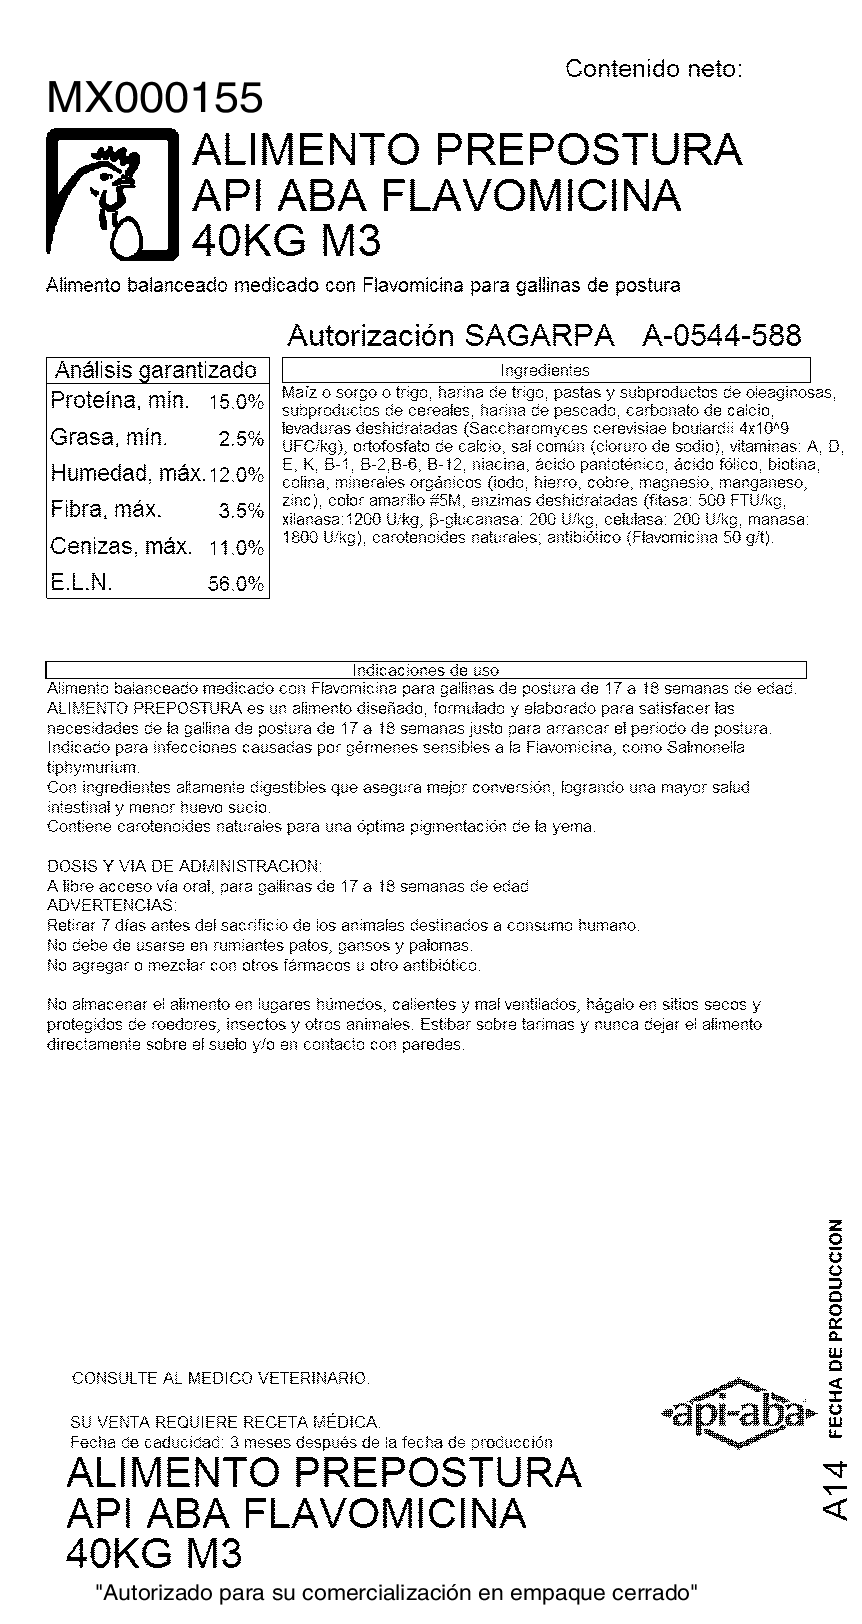 Contenido neto:
MX000155
ALIMENTO PREPOSTURA
API ABA FLAVOMICINA
40KG M3
Alimento balanceado medicado con Flavomicina para gallinas de postura
Autorización SAGARPA A-0544-588
Análisis garantizado
Proteína, mín. 15.0%
Grasa, mín. 2.5%
Humedad, máx. 12.0%
Fibra, máx. 3.5%
Cenizas, máx. 11.0%
E.L.N. 56.0%
Ingredientes
Maíz o sorgo o trigo, harina de trigo, pastas y subproductos de oleaginosas,
subproductos de cereales, harina de pescado, carbonato de calcio,
levaduras deshidratadas (Saccharomyces cerevisiae boulardii 4x10^9
UFC/kg), ortofosfato de calcio, sal común (cloruro de sodio), vitaminas: A, D,
E, K, B-1, B-2,B-6, B-12, niacina, ácido pantoténico, ácido fólico, biotina,
colina, minerales orgánicos (iodo, hierro, cobre, magnesio, manganeso,
zinc), color amarillo #5M, enzimas deshidratadas (fitasa: 500 FTU/kg,
xilanasa:1200 U/kg, β-glucanasa: 200 U/kg, celulasa: 200 U/kg, manasa:
1800 U/kg), carotenoides naturales; antibiótico (Flavomicina 50 g/t).
Indicaciones de uso
Alimento balanceado medicado con Flavomicina para gallinas de postura de 17 a 18 semanas de edad.
ALIMENTO PREPOSTURA es un alimento diseñado, formulado y elaborado para satisfacer las
necesidades de la gallina de postura de 17 a 18 semanas justo para arrancar el periodo de postura.
Indicado para infecciones causadas por gérmenes sensibles a la Flavomicina, como Salmonella
tiphymurium.
Con ingredientes altamente digestibles que asegura mejor conversión, logrando una mayor salud
intestinal y menor huevo sucio.
Contiene carotenoides naturales para una óptima pigmentación de la yema.
DOSIS Y VIA DE ADMINISTRACION:
A libre acceso vía oral, para gallinas de 17 a 18 semanas de edad
ADVERTENCIAS:
Retirar 7 días antes del sacrificio de los animales destinados a consumo humano.
No debe de usarse en rumiantes patos, gansos y palomas.
No agregar o mezclar con otros fármacos u otro antibiótico.
No almacenar el alimento en lugares húmedos, calientes y mal ventilados, hágalo en sitios secos y
protegidos de roedores, insectos y otros animales. Estibar sobre tarimas y nunca dejar el alimento
directamente sobre el suelo y/o en contacto con paredes.
FECHA DE PRODUCCION
A14
CONSULTE AL MEDICO VETERINARIO.
api-aba
SU VENTA REQUIERE RECETA MÉDICA.
Fecha de caducidad: 3 meses después de la fecha de producción
ALIMENTO PREPOSTURA
API ABA FLAVOMICINA
40KG M3
"Autorizado para su comercialización en empaque cerrado"